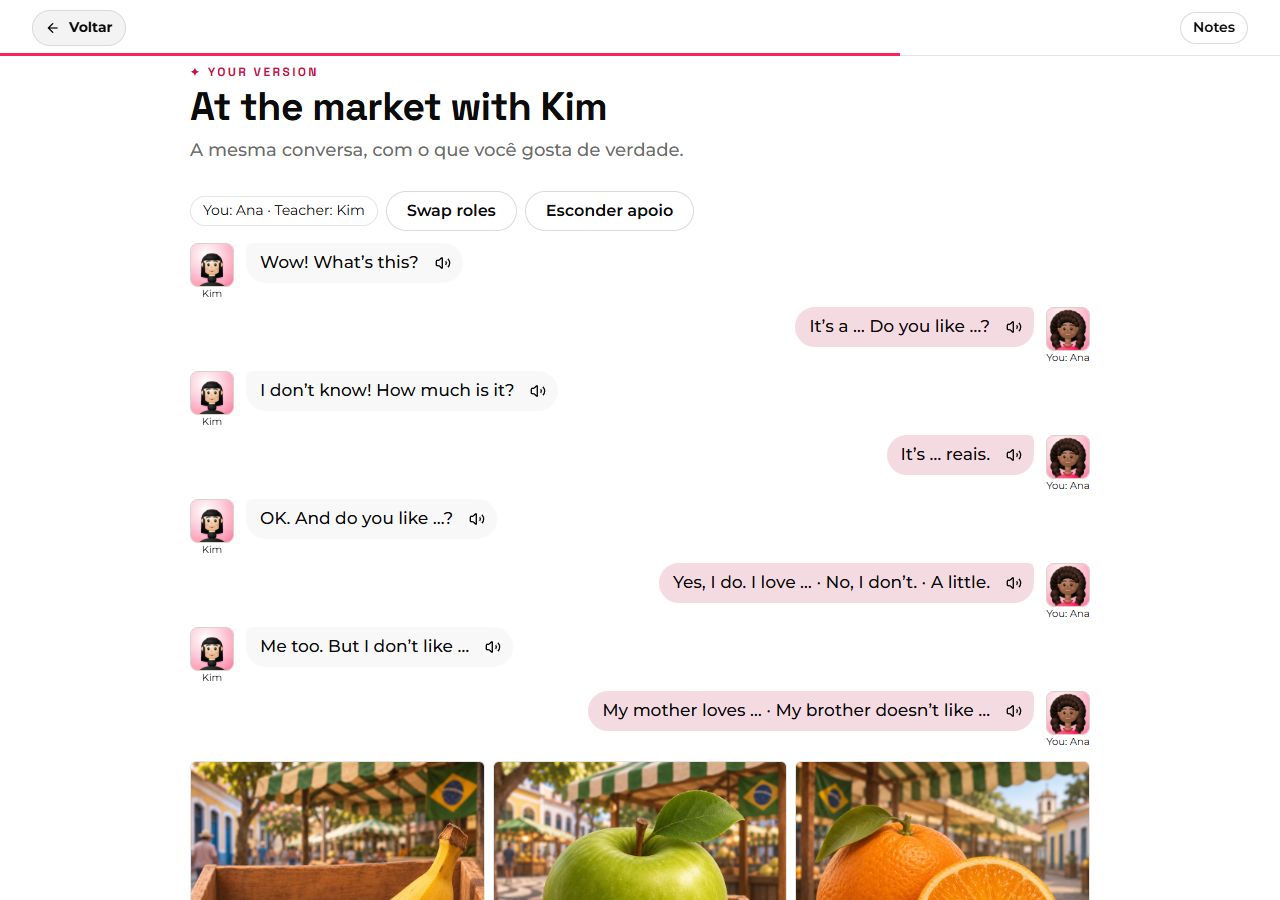 Voltar
Notes
YOUR VERSION
At the market with Kim
A mesma conversa, com o que você gosta de verdade.
You: Ana · Teacher: Kim
Swap roles
Esconder apoio
Wow! What’s this?
Kim
It’s a ... Do you like ...?
You: Ana
I don’t know! How much is it?
Kim
It’s ... reais.
You: Ana
OK. And do you like ...?
Kim
Yes, I do. I love ... · No, I don’t. · A little.
You: Ana
Me too. But I don’t like ...
Kim
My mother loves ... · My brother doesn’t like ...
You: Ana